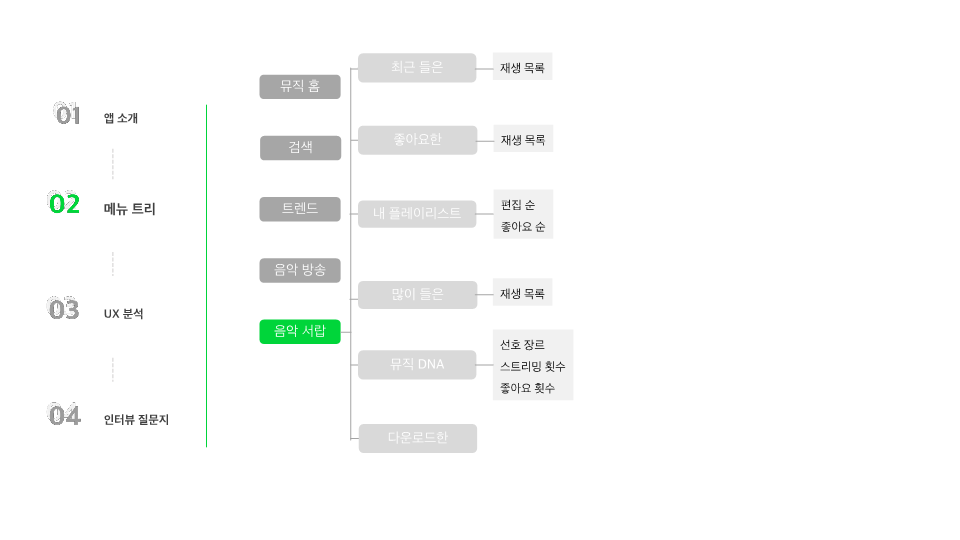 01
앱 소개
02
메뉴 트리
03
UX 분석
04
인터뷰 질문지
뮤직 홈
검색
트렌드
음악 방송
음악 서랍
최근 들은
재생 목록
좋아요한
재생 목록
내 플레이리스트
편집 순
좋아요 순
많이 들은
재생 목록
뮤직 DNA
선호 장르
스트리밍 횟수
좋아요 횟수
다운로드한